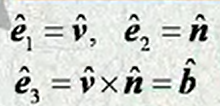 ê₁ = v̂, ê₂ = n̂
ê₃ = v̂ × n̂ = b̂